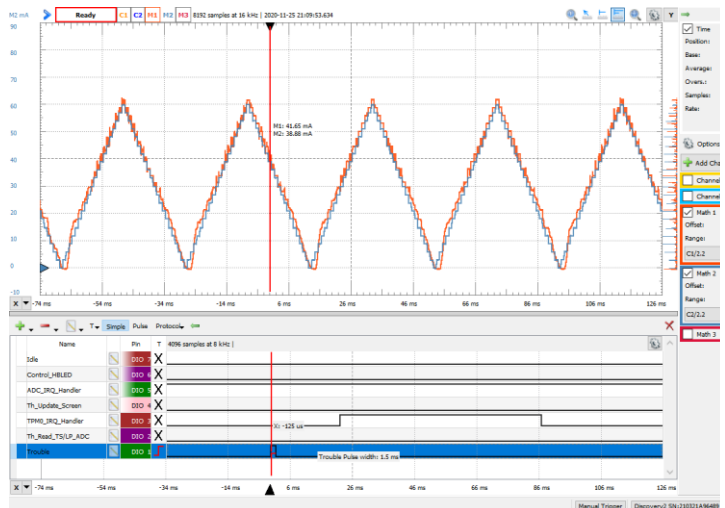 M2 mA Ready C1 C2 M1 M2 M3 8192 samples at 16 kHz | 2020-11-25 21:09:53.634 Y
90
80
70
60
50
40
30
20
10
0
-10
M1: 41.65 mA
M2: 38.88 mA
X -74 ms -54 ms -34 ms -14 ms 6 ms 26 ms 46 ms 66 ms 86 ms 106 ms 126 ms
Time
Position:
Base:
Average:
Overs.:
Samples:
Rate:
Options
Add Cha
Channel
Channel
Math 1
Offset:
Range:
C1/2.2
Math 2
Offset:
Range:
C2/2.2
Math 3
T Simple Pulse Protocol
Name Pin T 4096 samples at 8 kHz |
Idle DIO 7 X
Control_HBLED DIO 6 X
ADC_IRQ_Handler DIO 5 X
Th_Update_Screen DIO 4 X
TPM0_IRQ_Handler DIO 3 X X: -125 us
Th_Read_TS/LP_ADC DIO 2 X
Trouble DIO 1 Trouble Pulse width: 1.5 ms
X -74 ms -54 ms -34 ms -14 ms 6 ms 26 ms 46 ms 66 ms 86 ms 106 ms 126 ms
Manual Trigger Discovery2 SN:210321A96489